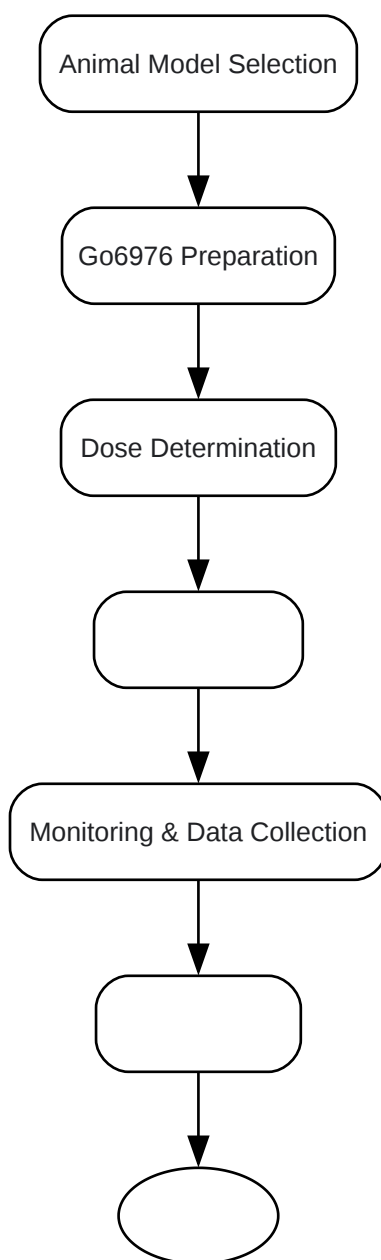 Animal Model Selection
Go6976 Preparation
Dose Determination
Monitoring & Data Collection